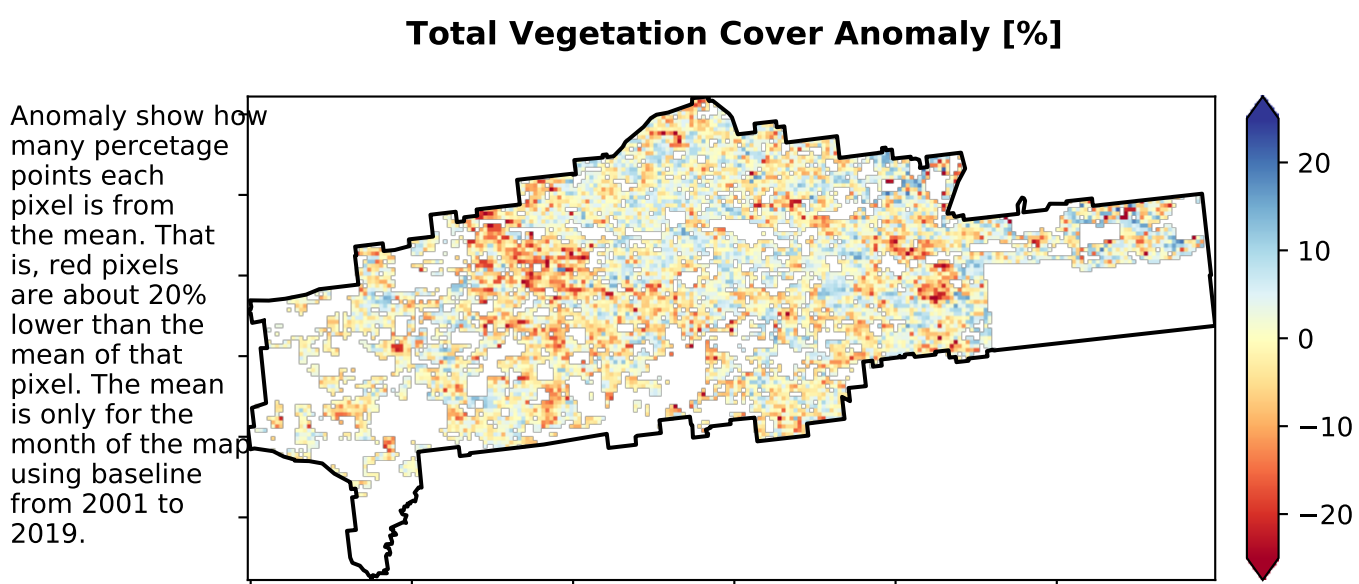 Total Vegetation Cover Anomaly [%]
Anomaly show how
many percetage
points each
pixel is from
the mean. That
is, red pixels
are about 20%
lower than the
mean of that
pixel. The mean
is only for the
month of the map
using baseline
from 2001 to
2019.
20
10
0
−10
−20